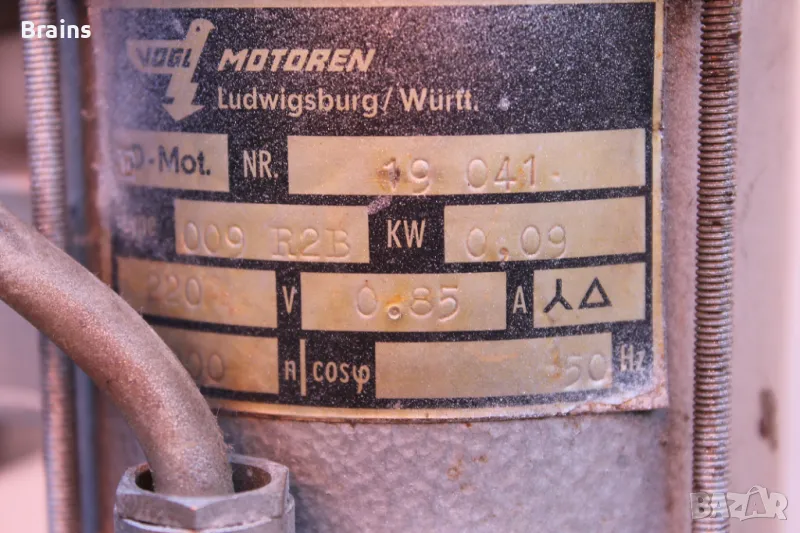 Brains
VOGL MOTOREN
Ludwigsburg/Württ.
D-Mot. NR. 19 041
009 R2B KW 0,09
220 V 0.85 A
n cosφ 50 Hz
BAZAR